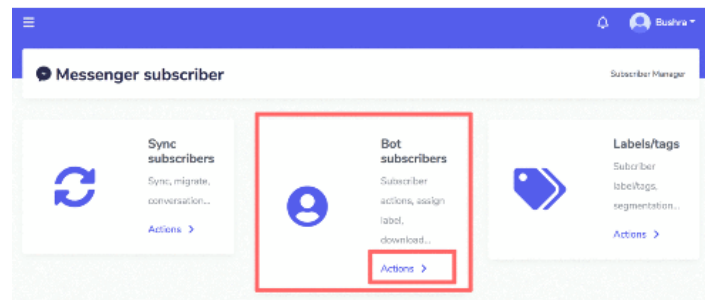 Bushra
Messenger subscriber
Subscriber Manager
Sync
subscribers
Sync, migrate,
conversation...
Actions
Bot
subscribers
Subscriber
actions, assign
label,
download...
Actions
Labels/tags
Subcriber
label/tags,
segmentation...
Actions